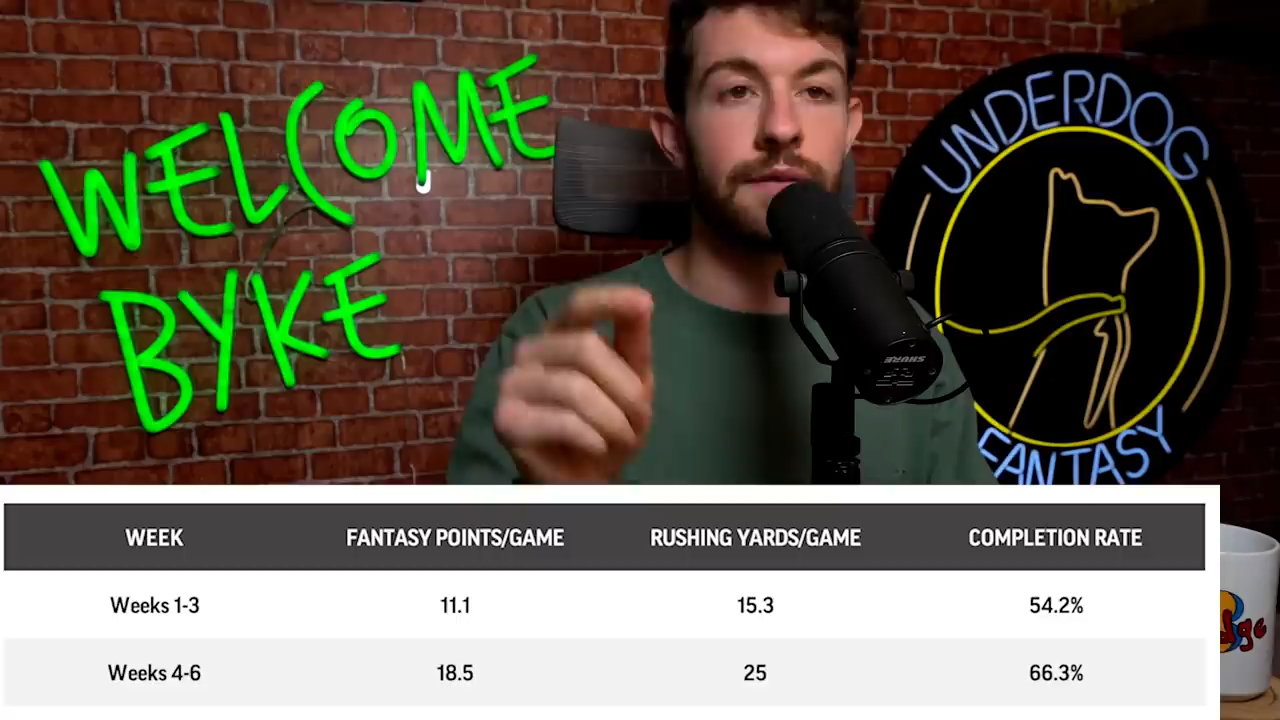 WELCOME
BYKE
UNDERDOG
FANTASY
SHURE
WEEK FANTASY POINTS/GAME RUSHING YARDS/GAME COMPLETION RATE
Weeks 1-3 11.1 15.3 54.2%
Weeks 4-6 18.5 25 66.3%